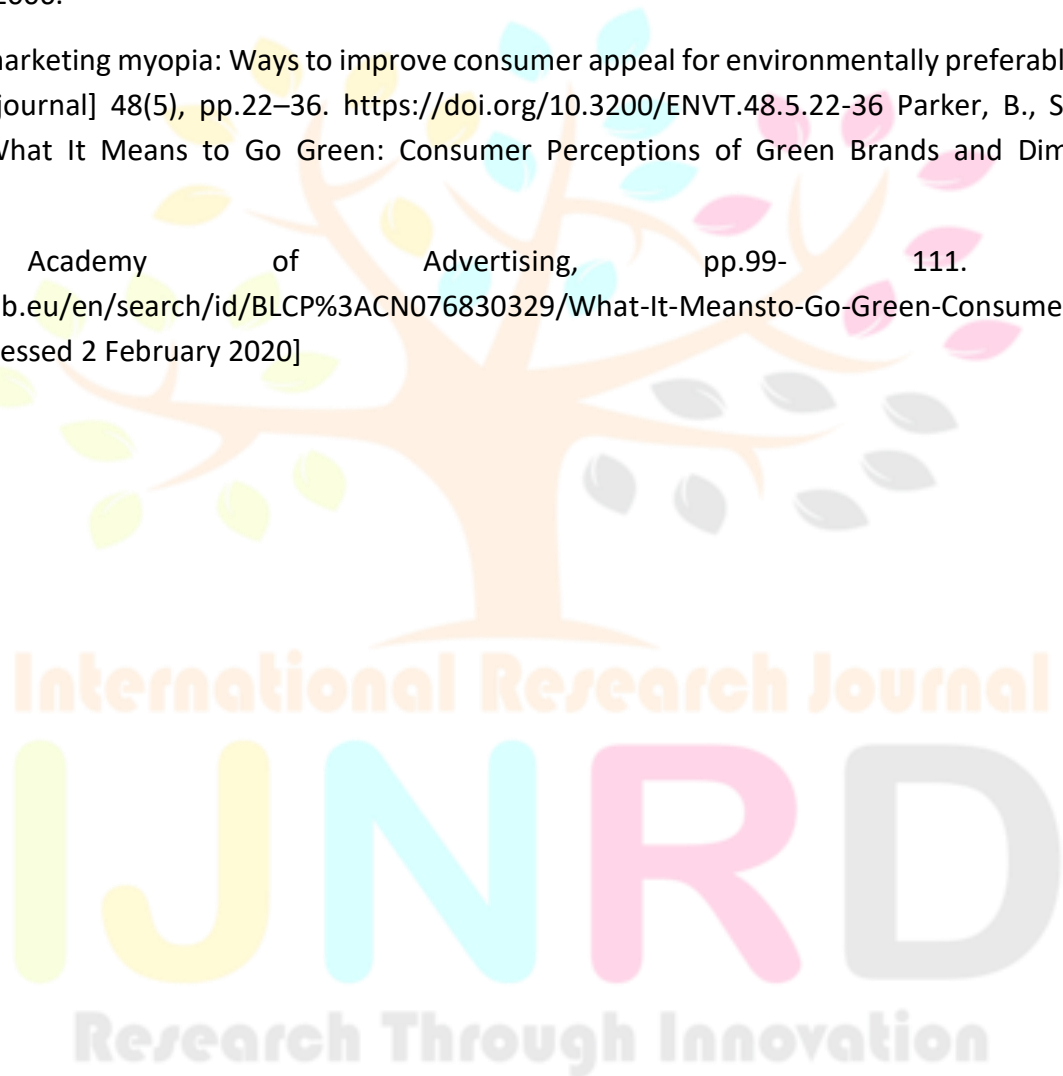 marketing myopia: Ways to improve consumer appeal for environmentally preferabl
journal] 48(5), pp.22–36. https://doi.org/10.3200/ENVT.48.5.22-36 Parker, B., S
What It Means to Go Green: Consumer Perceptions of Green Brands and Dim
Academy of Advertising, pp.99- 111.
b.eu/en/search/id/BLCP%3ACN076830329/What-It-Meansto-Go-Green-Consume
essed 2 February 2020]
International Research Journal
IJNRD
Research Through Innovation